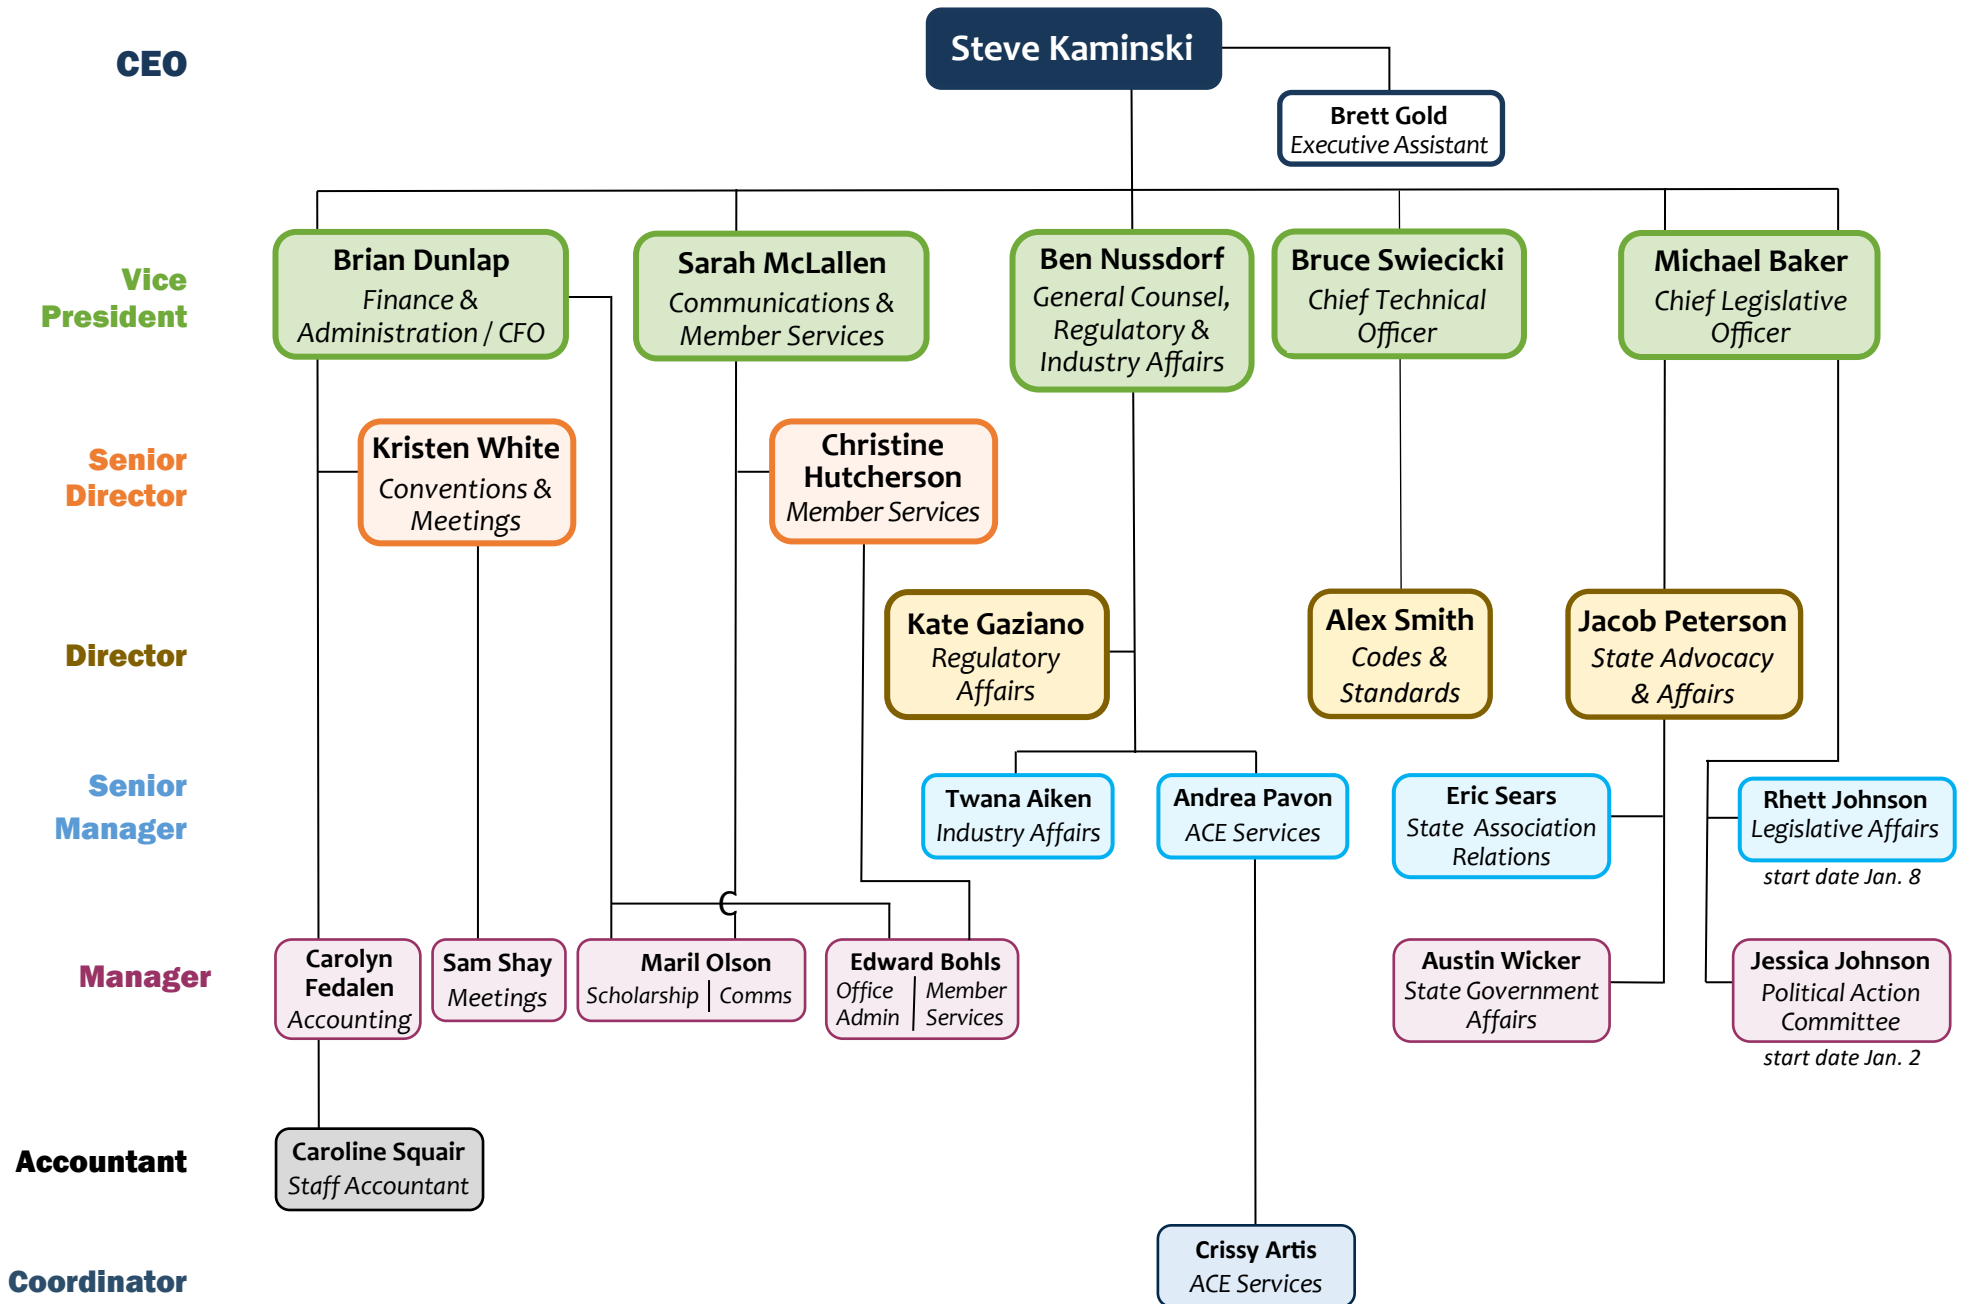 CEO
Steve Kaminski
Brett Gold
Executive Assistant
Vice
President
Brian Dunlap
Finance &
Administration / CFO
Sarah McLallen
Communications &
Member Services
Ben Nussdorf
General Counsel,
Regulatory &
Industry Affairs
Bruce Swiecicki
Chief Technical
Officer
Michael Baker
Chief Legislative
Officer
Senior
Director
Kristen White
Conventions &
Meetings
Christine
Hutcherson
Member Services
Director
Kate Gaziano
Regulatory
Affairs
Alex Smith
Codes &
Standards
Jacob Peterson
State Advocacy
& Affairs
Senior
Manager
Twana Aiken
Industry Affairs
Andrea Pavon
ACE Services
Eric Sears
State Association
Relations
Rhett Johnson
Legislative Affairs
start date Jan. 8
Manager
Carolyn
Fedalen
Accounting
Sam Shay
Meetings
Maril Olson
Scholarship | Comms
Edward Bohls
Office | Member
Admin | Services
Austin Wicker
State Government
Affairs
Jessica Johnson
Political Action
Committee
start date Jan. 2
Accountant
Caroline Squair
Staff Accountant
Coordinator
Crissy Artis
ACE Services